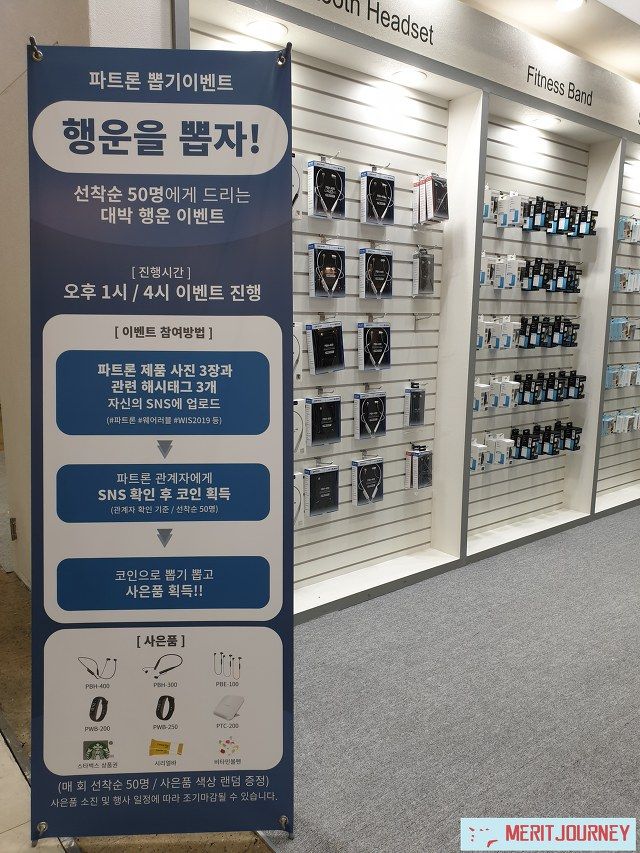 파트론 뽑기이벤트
행운을 뽑자!
선착순 50명에게 드리는
대박 행운 이벤트
[ 진행시간 ]
오후 1시 / 4시 이벤트 진행
[ 이벤트 참여방법 ]
파트론 제품 사진 3장과
관련 해시태그 3개
자신의 SNS에 업로드
(#파트론 #웨어러블 #WIS2019 등)
파트론 관계자에게
SNS 확인 후 코인 획득
(관계자 확인 기준 / 선착순 50명)
코인으로 뽑기 뽑고
사은품 획득!!
[ 사은품 ]
PBH-400 PBH-300 PBE-100
PWB-200 PWB-250 PTC-200
스타벅스 상품권 시리얼바 비타민볼펜
(매 회 선착순 50명 / 사은품 색상 랜덤 증정)
사은품 소진 및 행사 일정에 따라 조기마감될 수 있습니다.
Headset
Fitness Band
MERIT JOURNEY